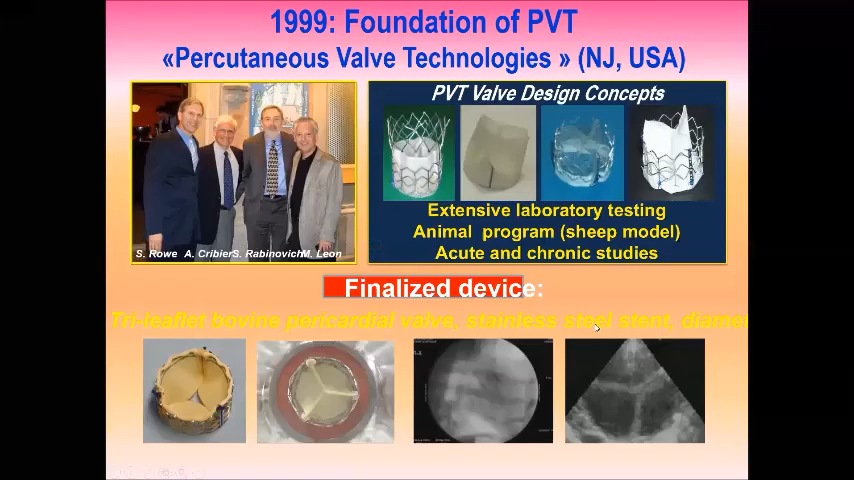 1999: Foundation of PVT
«Percutaneous Valve Technologies » (NJ, USA)
PVT Valve Design Concepts
Extensive laboratory testing
Animal program (sheep model)
Acute and chronic studies
S. Rowe A. Cribier S. Rabinovich M. Leon
Finalized device:
Tri-leaflet bovine pericardial valve, stainless steel stent, diame